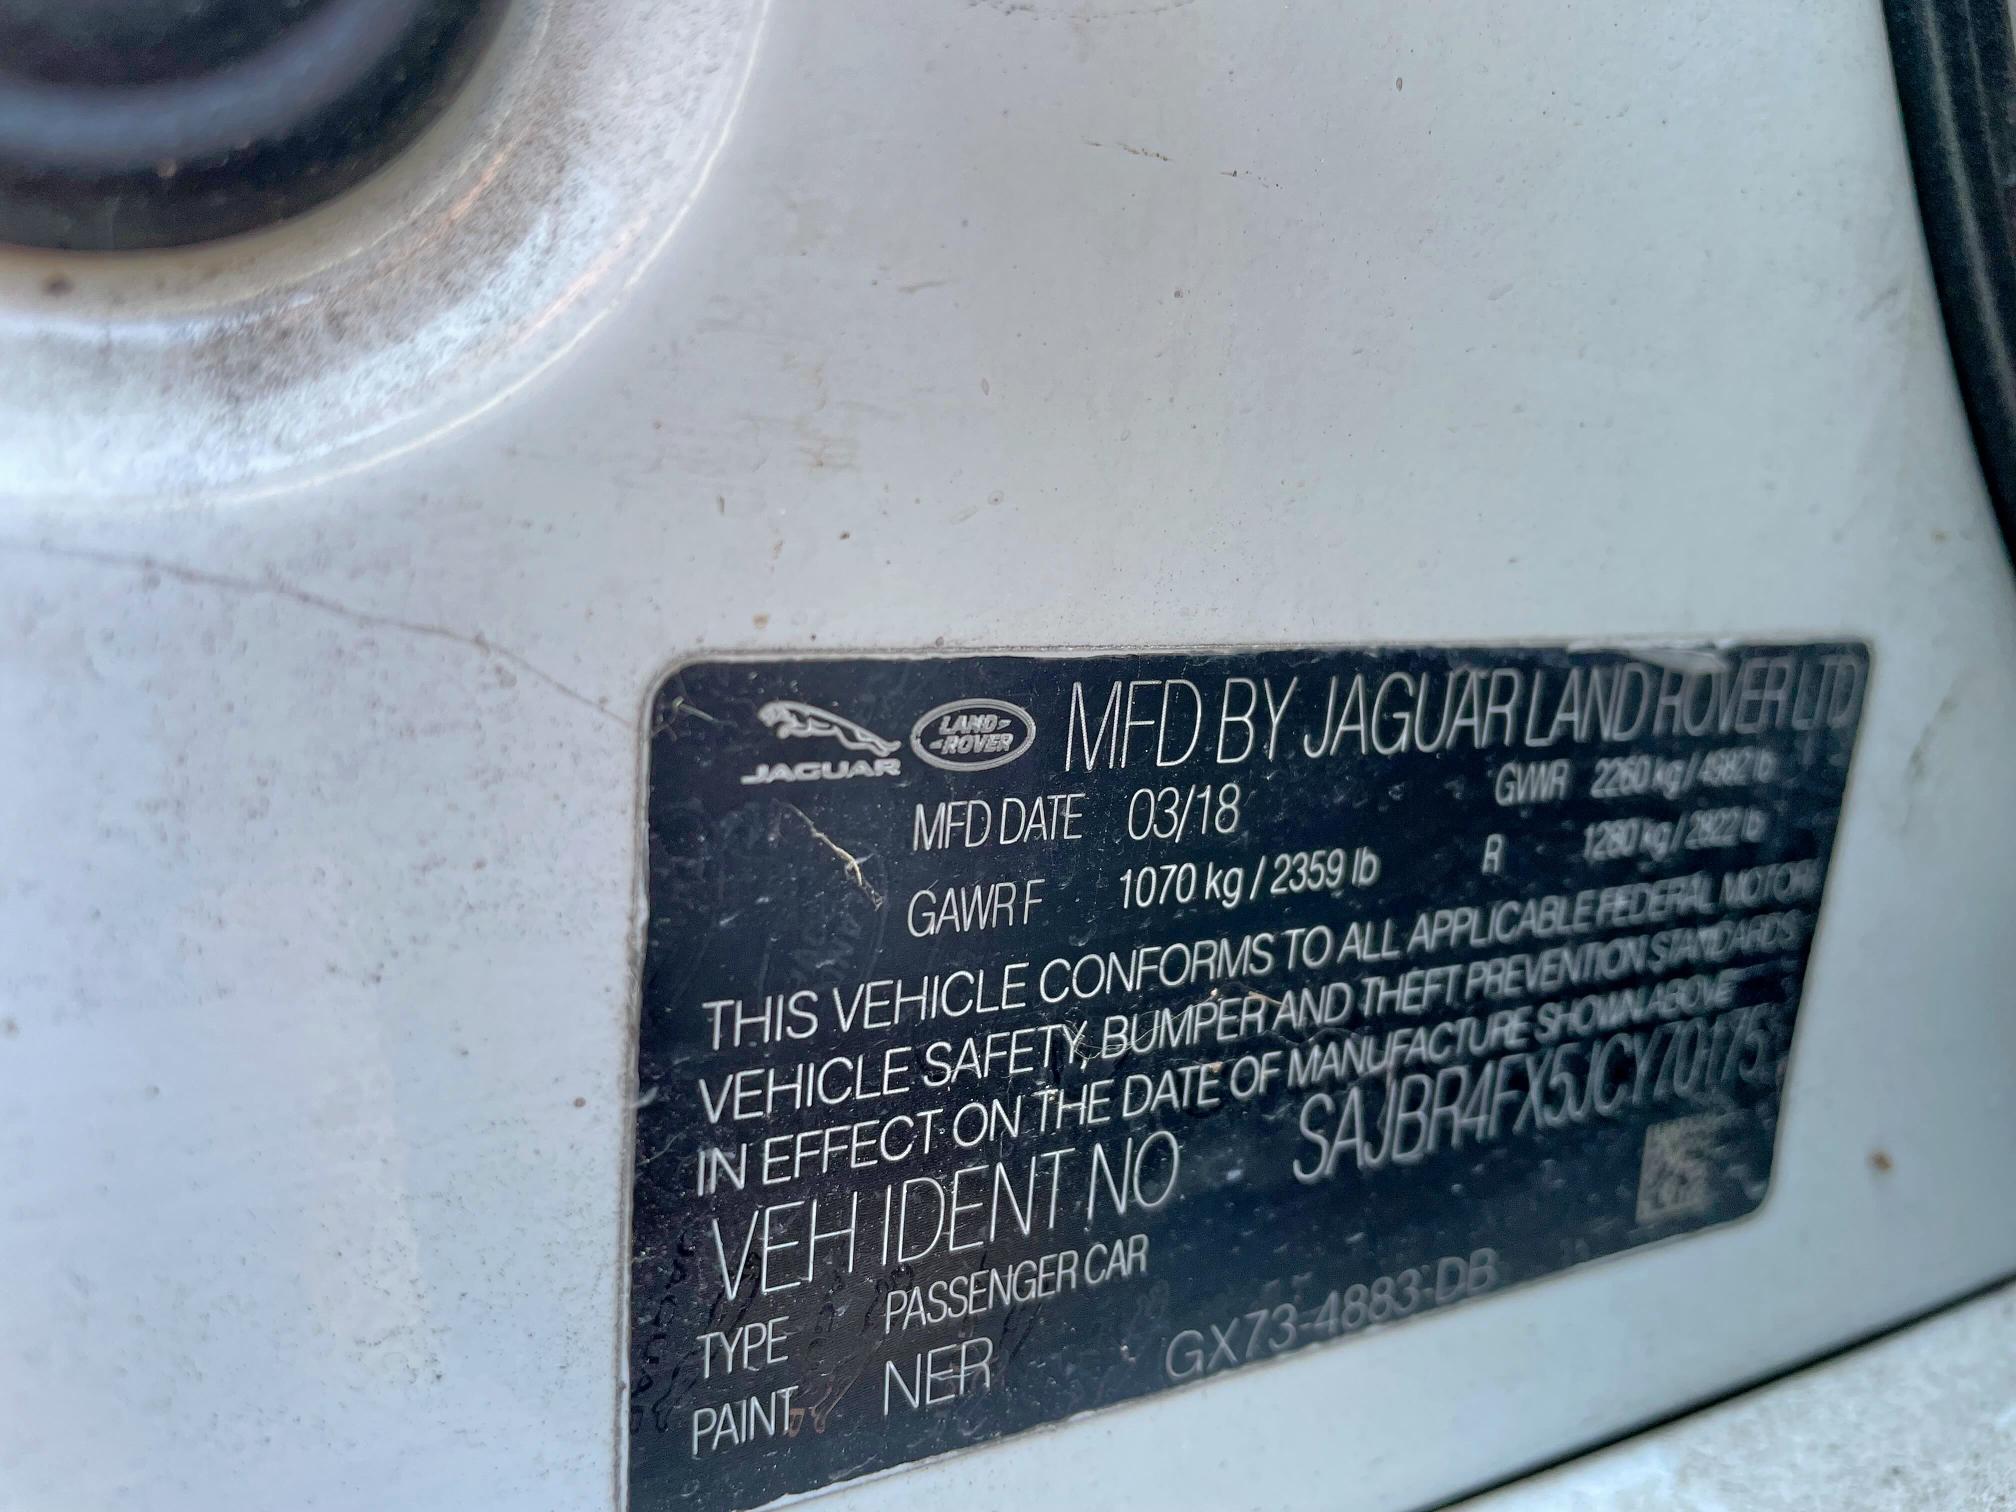 JAGUAR LAND-ROVER MFD BY JAGUAR LAND ROVER LTD
MFD DATE 03/18 GVWR 2260 kg / 4982 lb
GAWR F 1070 kg / 2359 lb R 1280 kg / 2822 lb
THIS VEHICLE CONFORMS TO ALL APPLICABLE FEDERAL MOTOR
VEHICLE SAFETY, BUMPER AND THEFT PREVENTION STANDARDS
IN EFFECT ON THE DATE OF MANUFACTURE SHOWN ABOVE
VEH IDENT NO SAJBR4FX5JCY70175
TYPE PASSENGER CAR
PAINT NER GX73-4883-DB